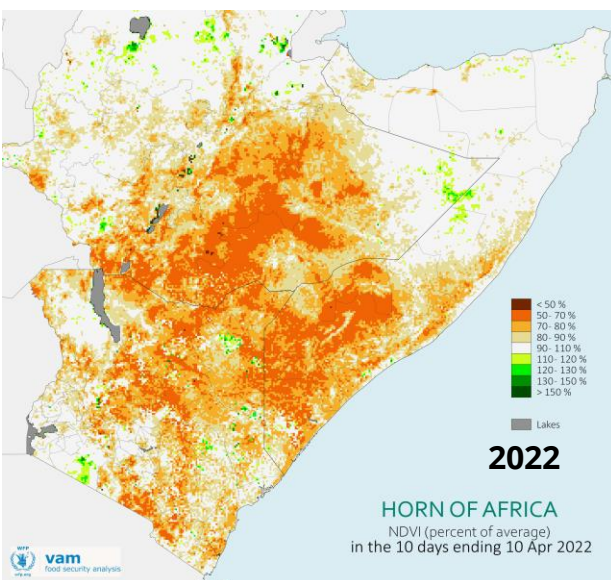 < 50 %
50- 70 %
70- 80 %
80- 90 %
90- 110 %
110- 120 %
120- 130 %
130- 150 %
> 150 %
Lakes
2022
HORN OF AFRICA
NDVI (percent of average)
in the 10 days ending 10 Apr 2022
WFP
wfp.org
vam
food security analysis